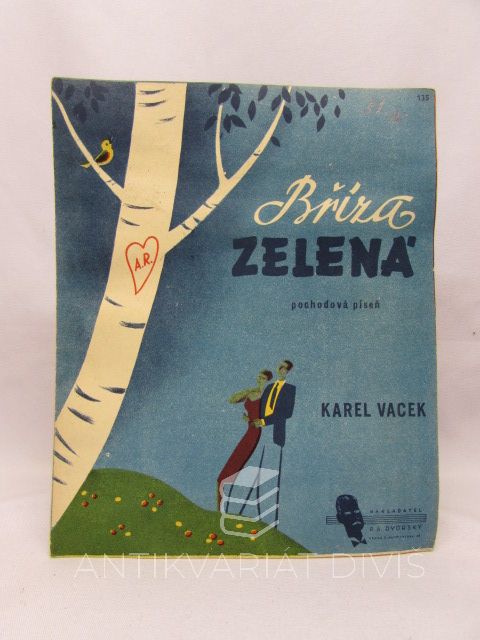 135
Bříza
ZELENÁ
pochodová píseň
A.R.
KAREL VACEK
NAKLADATEL
R.A. DVORSKÝ
ANTIKVARIÁT DIVIŠ